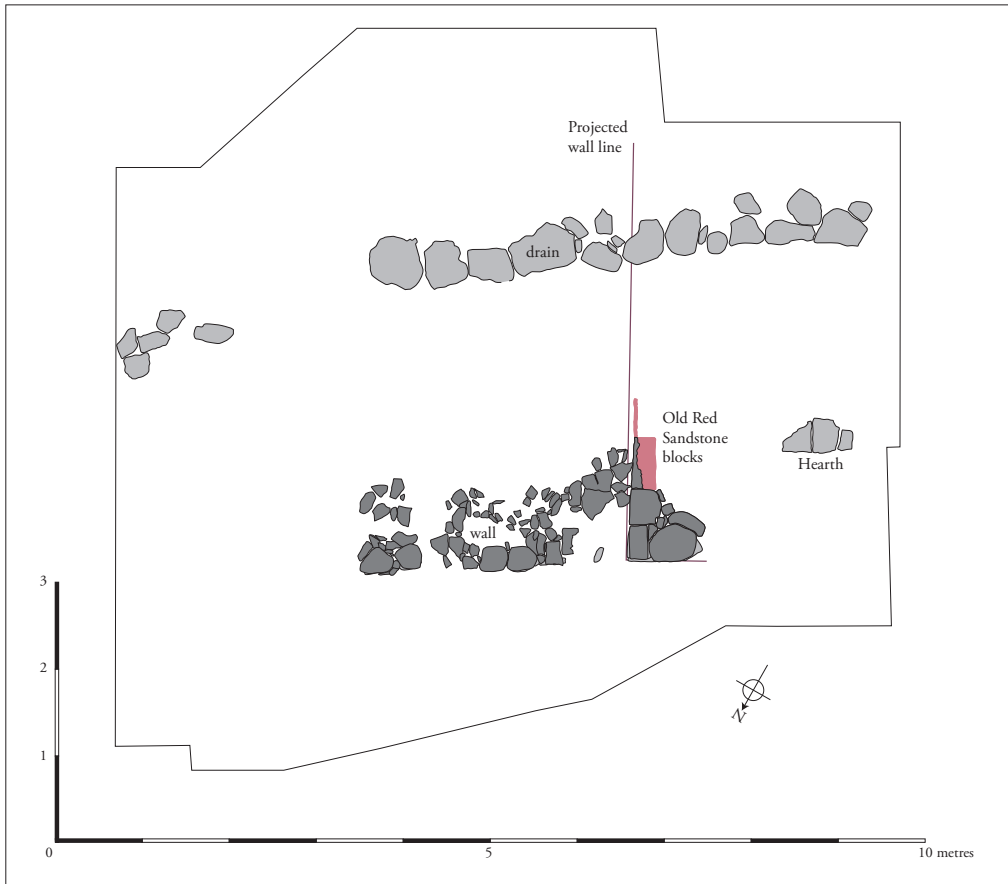 Projected
wall line
drain
Old Red
Sandstone
blocks
Hearth
wall
3
2
1
N
0
5
10 metres